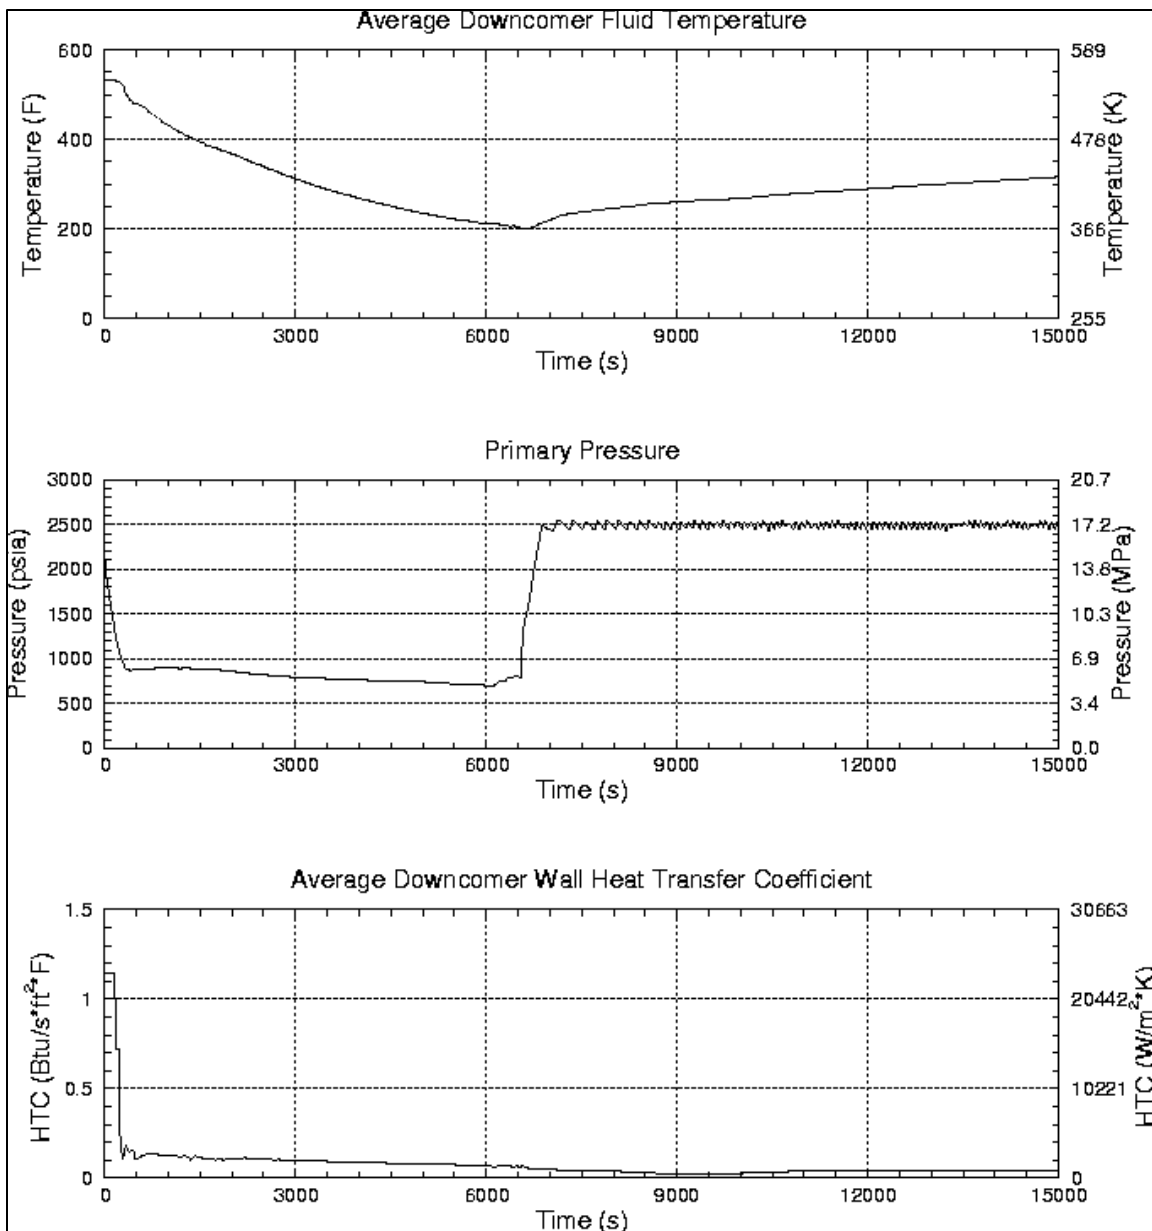 Average Downcomer Fluid Temperature
Temperature (F)
600
400
200
0
589
478
366
255
Temperature (K)
0 3000 6000 9000 12000 15000
Time (s)
Primary Pressure
Pressure (psia)
3000
2500
2000
1500
1000
500
0
20.7
17.2
13.8
10.3
6.9
3.4
0.0
Pressure (MPa)
0 3000 6000 9000 12000 15000
Time (s)
Average Downcomer Wall Heat Transfer Coefficient
HTC (Btu/s*ft²*F)
1.5
1
0.5
0
30663
20442
10221
0
HTC (W/m²*K)
0 3000 6000 9000 12000 15000
Time (s)